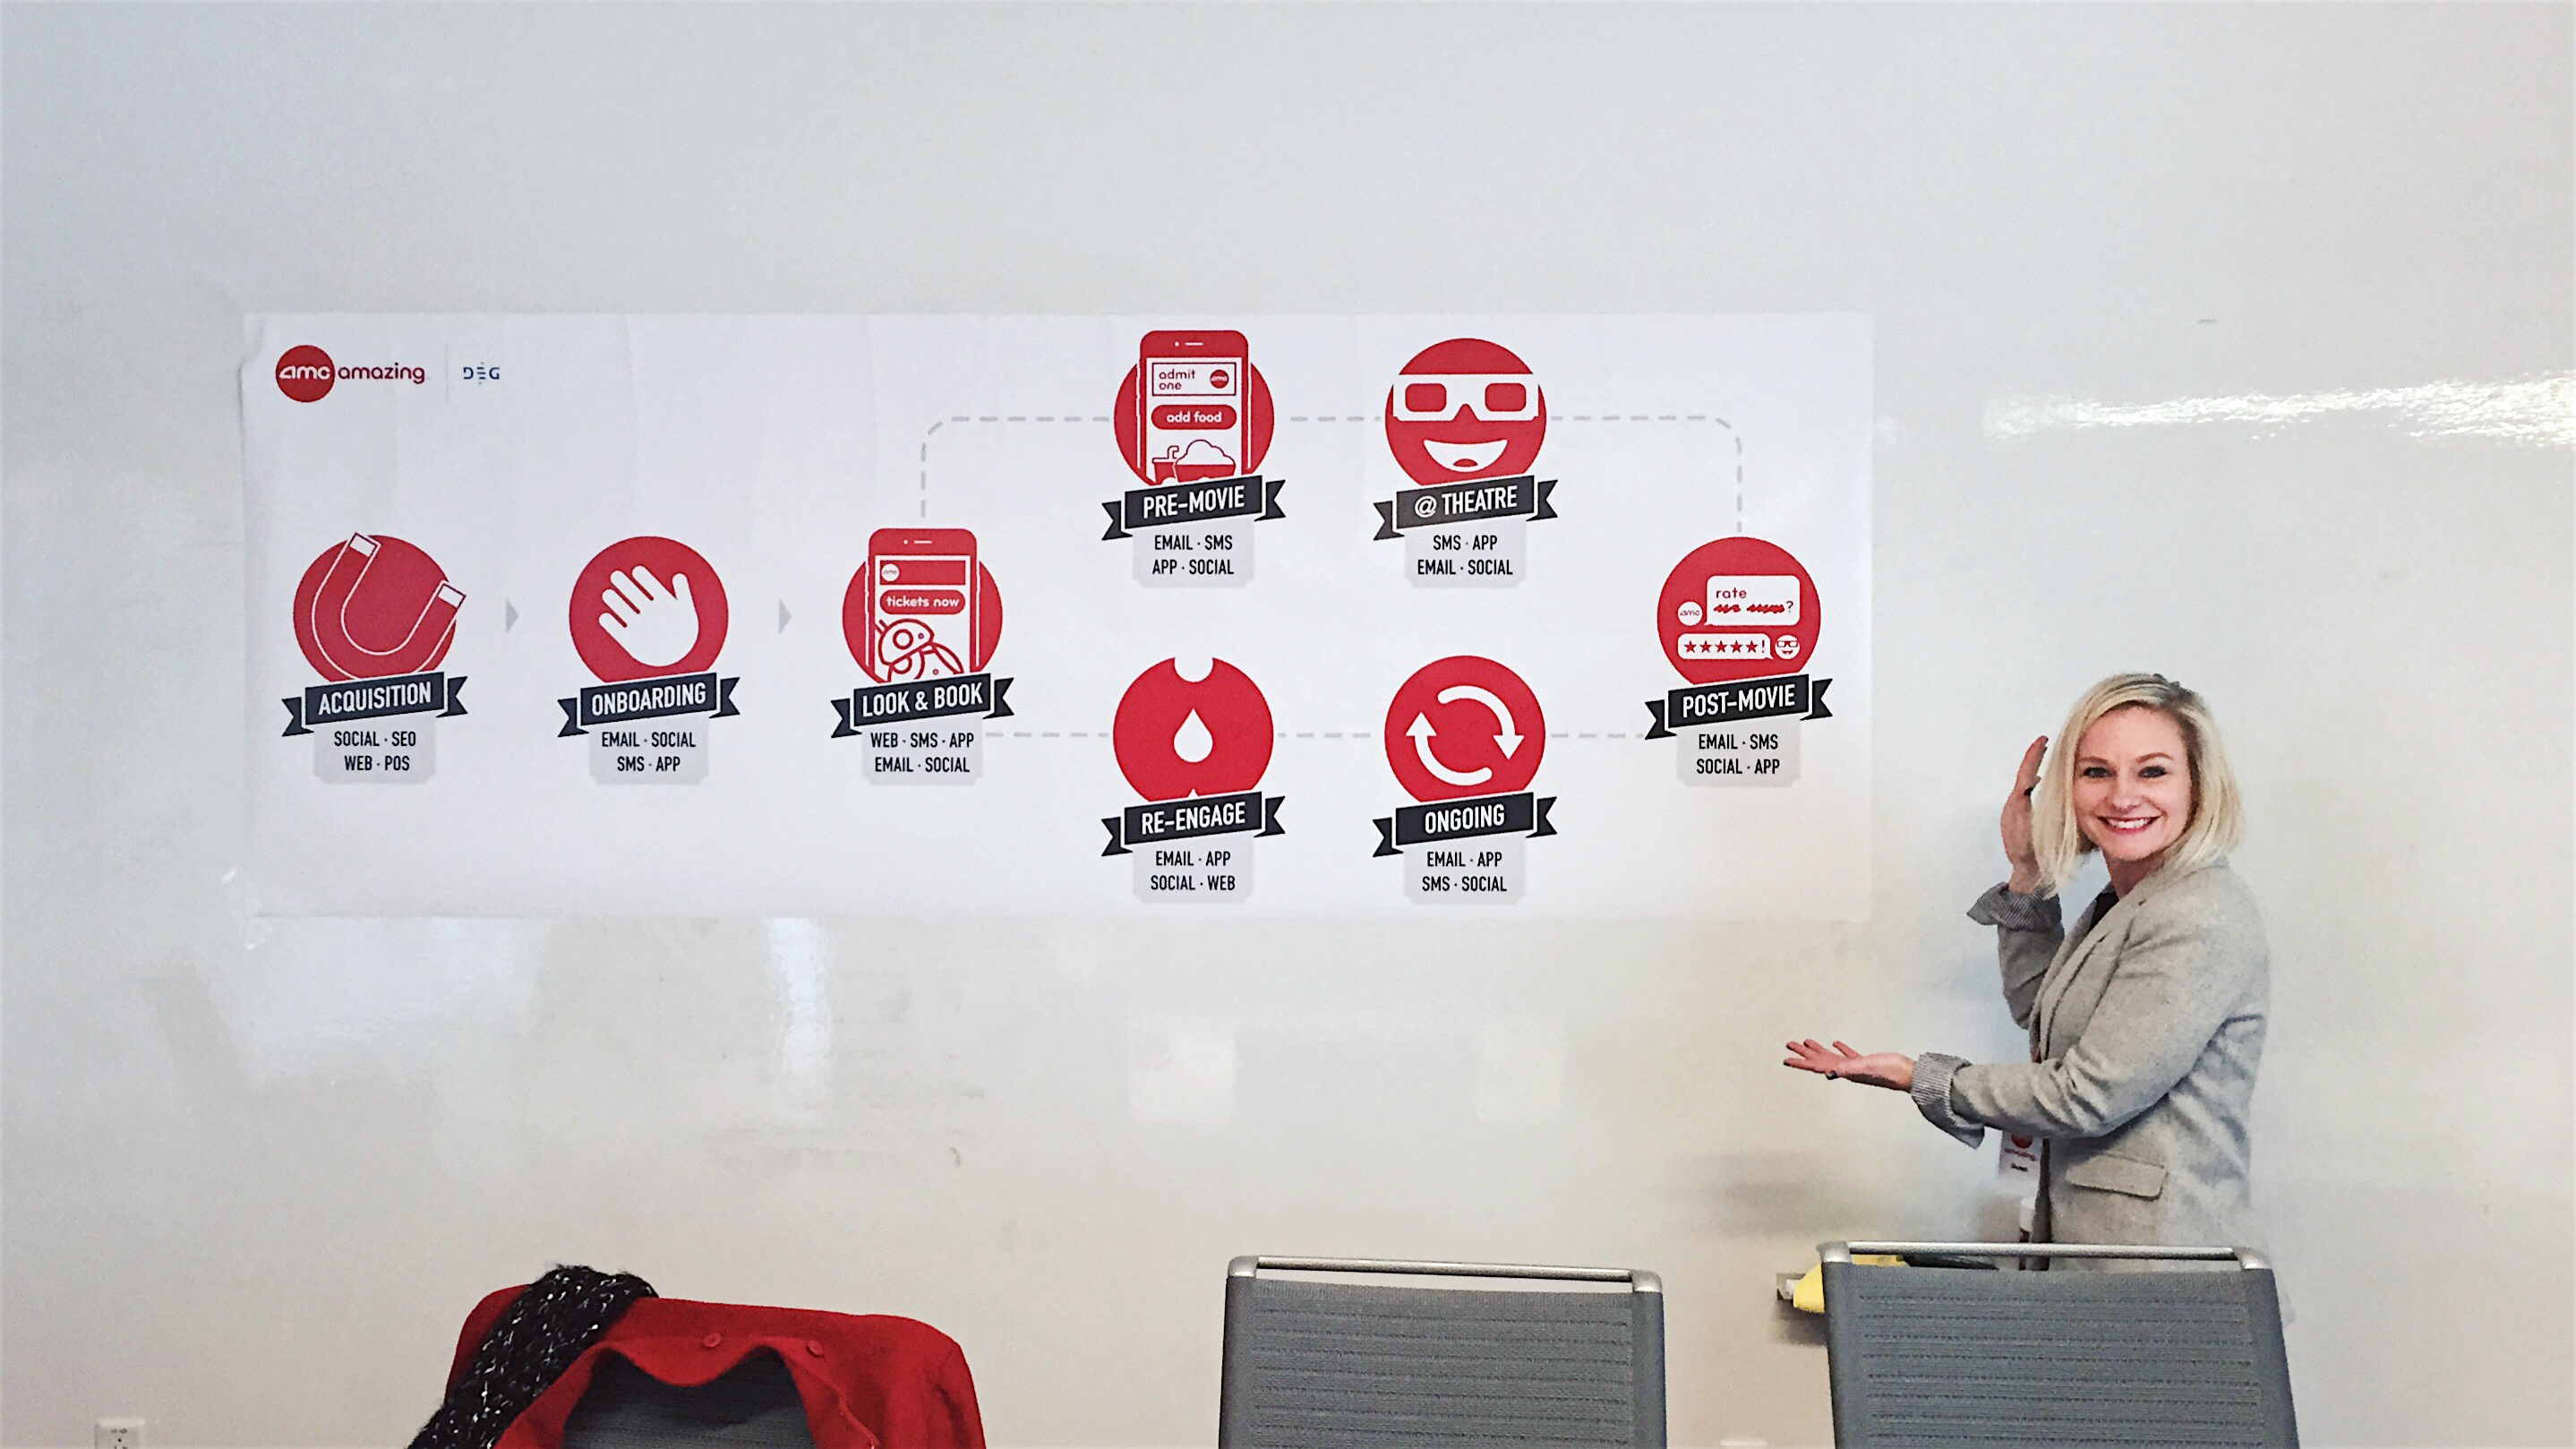 amc amazing
DEG
ACQUISITION
SOCIAL · SEO
WEB · POS
ONBOARDING
EMAIL · SOCIAL
SMS · APP
amc
tickets now
LOOK & BOOK
WEB · SMS · APP
EMAIL · SOCIAL
admit
one
amc
add food
PRE-MOVIE
EMAIL · SMS
APP · SOCIAL
@ THEATRE
SMS · APP
EMAIL · SOCIAL
rate
?
amc
★★★★★!
POST-MOVIE
EMAIL · SMS
SOCIAL · APP
ONGOING
EMAIL · APP
SMS · SOCIAL
RE-ENGAGE
EMAIL · APP
SOCIAL · WEB